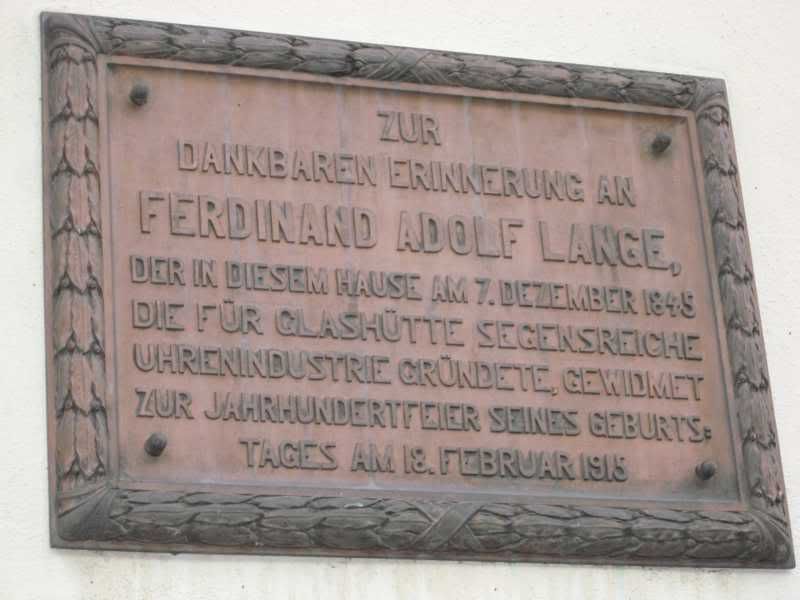 ZUR
DANKBAREN ERINNERUNG AN
FERDINAND ADOLF LANGE,
DER IN DIESEM HAUSE AM 7. DEZEMBER 1845
DIE FÜR GLASHÜTTE SEGENSREICHE
UHRENINDUSTRIE GRÜNDETE, GEWIDMET
ZUR JAHRHUNDERTFEIER SEINES GEBURTS=
TAGES AM 18. FEBRUAR 1915